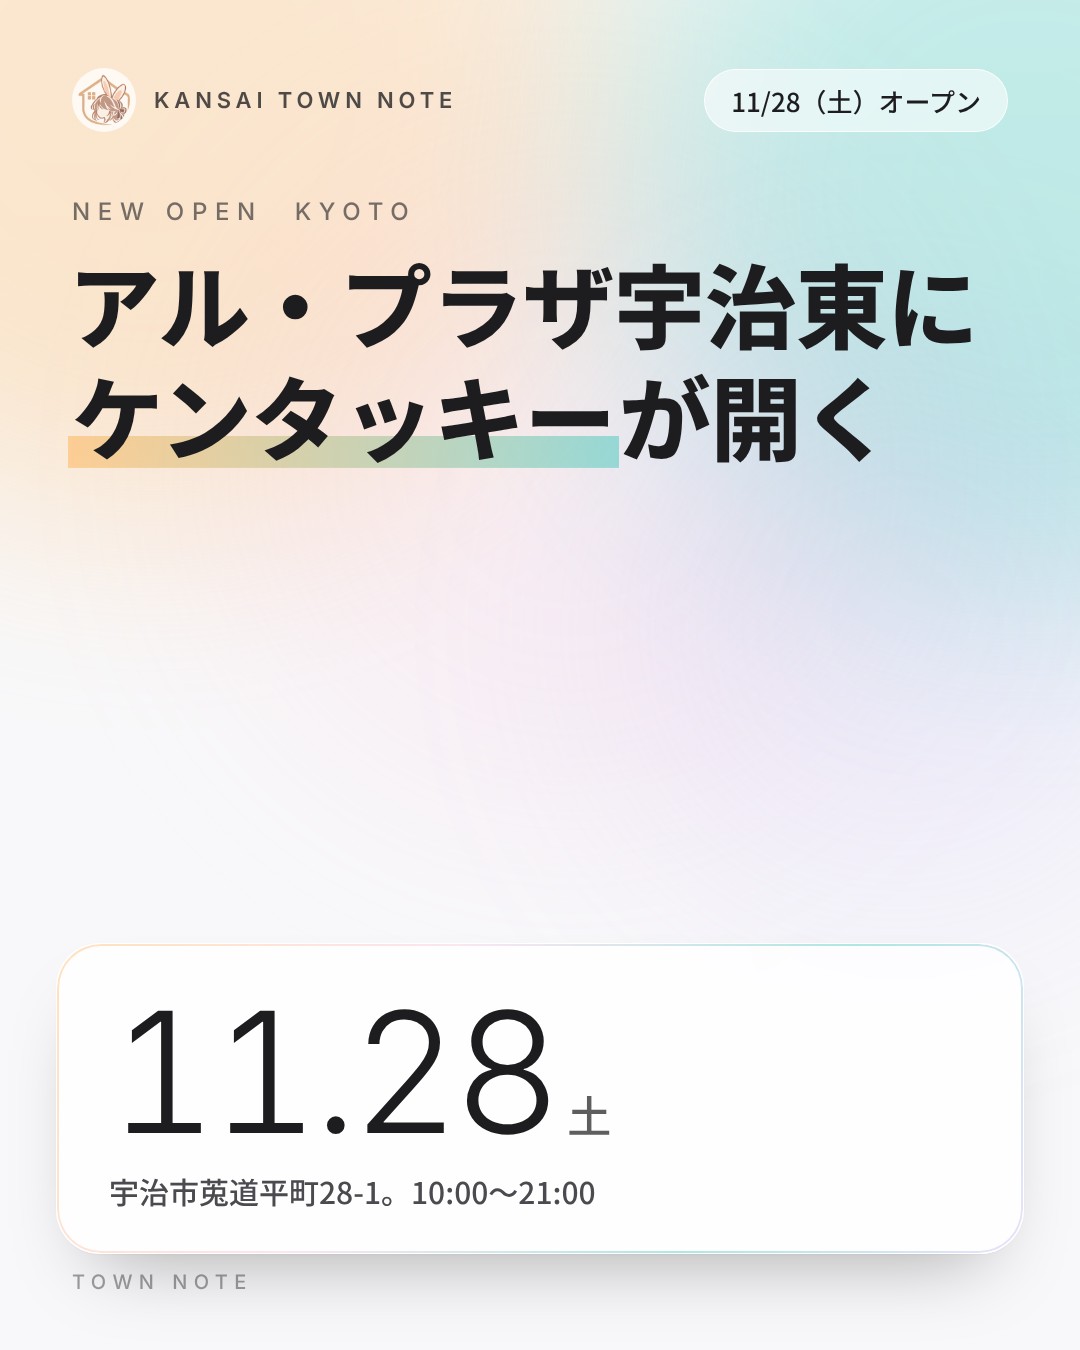 KANSAI TOWN NOTE
11/28（土）オープン
NEW OPEN KYOTO
アル・プラザ宇治東に
ケンタッキーが開く
11.28 土
宇治市莵道平町28-1。10:00〜21:00
TOWN NOTE